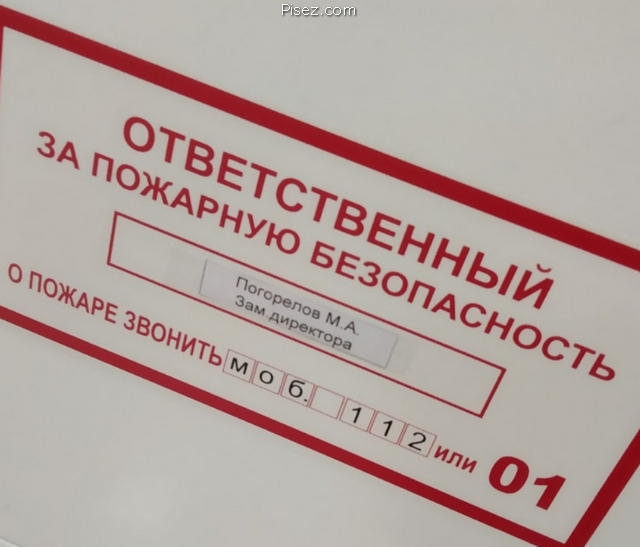 Pisez.com
ОТВЕТСТВЕННЫЙ
ЗА ПОЖАРНУЮ БЕЗОПАСНОСТЬ
Погорелов М.А.
Зам.директора
О ПОЖАРЕ ЗВОНИТЬ моб. 112 или 01